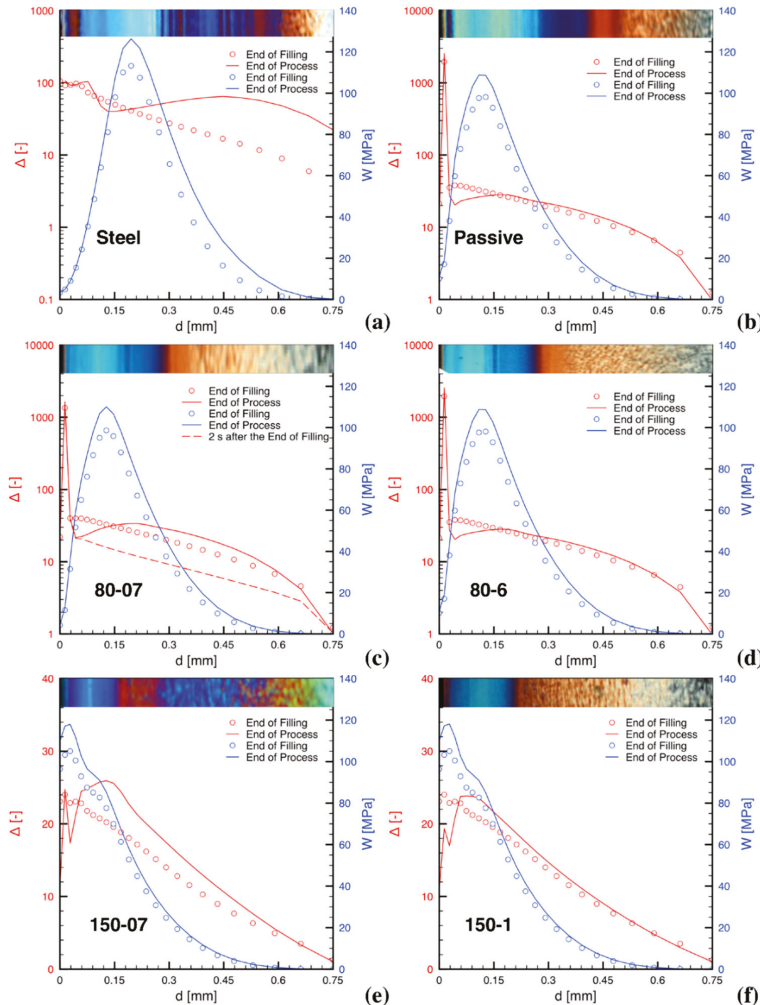 1000
100
10
1
0.1
Δ [-]
End of Filling
End of Process
End of Filling
End of Process
Steel
140
120
100
80
60
40
20
0
W [MPa]
0
0.15
0.3
0.45
0.6
0.75
d [mm]
(a)
10000
1000
100
10
1
Δ [-]
End of Filling
End of Process
End of Filling
End of Process
Passive
140
120
100
80
60
40
20
0
W [MPa]
0
0.15
0.3
0.45
0.6
0.75
d [mm]
(b)
10000
1000
100
10
1
Δ [-]
End of Filling
End of Process
End of Filling
End of Process
2 s after the End of Filling
80-07
140
120
100
80
60
40
20
0
W [MPa]
0
0.15
0.3
0.45
0.6
0.75
d [mm]
(c)
10000
1000
100
10
1
Δ [-]
End of Filling
End of Process
End of Filling
End of Process
80-6
140
120
100
80
60
40
20
0
W [MPa]
0
0.15
0.3
0.45
0.6
0.75
d [mm]
(d)
40
30
20
10
0
Δ [-]
End of Filling
End of Process
End of Filling
End of Process
150-07
140
120
100
80
60
40
20
0
W [MPa]
0
0.15
0.3
0.45
0.6
0.75
d [mm]
(e)
40
30
20
10
0
Δ [-]
End of Filling
End of Process
End of Filling
End of Process
150-1
140
120
100
80
60
40
20
0
W [MPa]
0
0.15
0.3
0.45
0.6
0.75
d [mm]
(f)